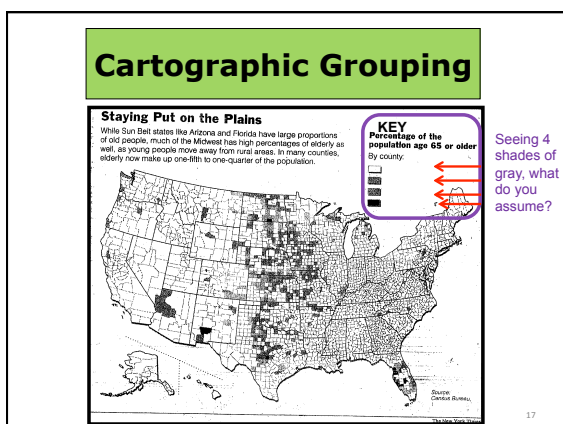 Cartographic Grouping
Staying Put on the Plains
While Sun Belt states like Arizona and Florida have large proportions
of old people, much of the Midwest has high percentages of elderly as
well, as young people move away from rural areas. In many counties,
elderly now make up one-fifth to one-quarter of the population.
KEY
Percentage of the
population age 65 or older
By county:
Seeing 4
shades of
gray, what
do you
assume?
Source:
Census Bureau,
The New York Times
17